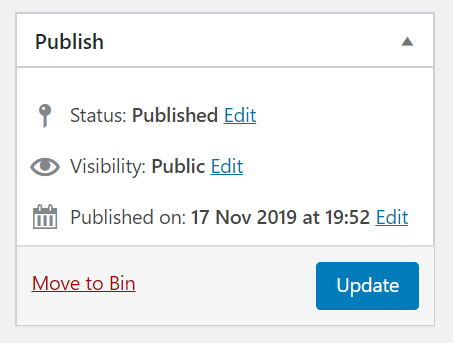 Publish
Status: Published Edit
Visibility: Public Edit
Published on: 17 Nov 2019 at 19:52 Edit
Move to Bin
Update